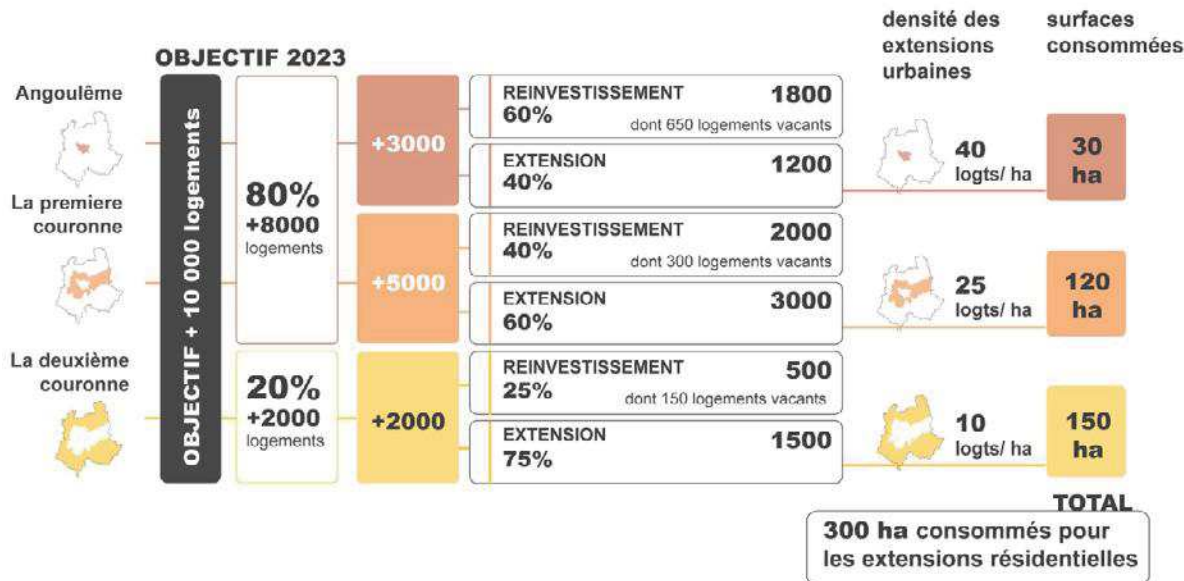 densité des
extensions
urbaines
surfaces
consommées
OBJECTIF 2023
OBJECTIF + 10 000 logements
Angoulême
80%
+8000
logements
+3000
REINVESTISSEMENT
60%
1800
dont 650 logements vacants
EXTENSION
40%
1200
40
logts/ ha
30
ha
La premiere
couronne
+5000
REINVESTISSEMENT
40%
2000
dont 300 logements vacants
EXTENSION
60%
3000
25
logts/ ha
120
ha
La deuxième
couronne
20%
+2000
logements
+2000
REINVESTISSEMENT
25%
500
dont 150 logements vacants
EXTENSION
75%
1500
10
logts/ ha
150
ha
TOTAL
300 ha consommés pour
les extensions résidentielles